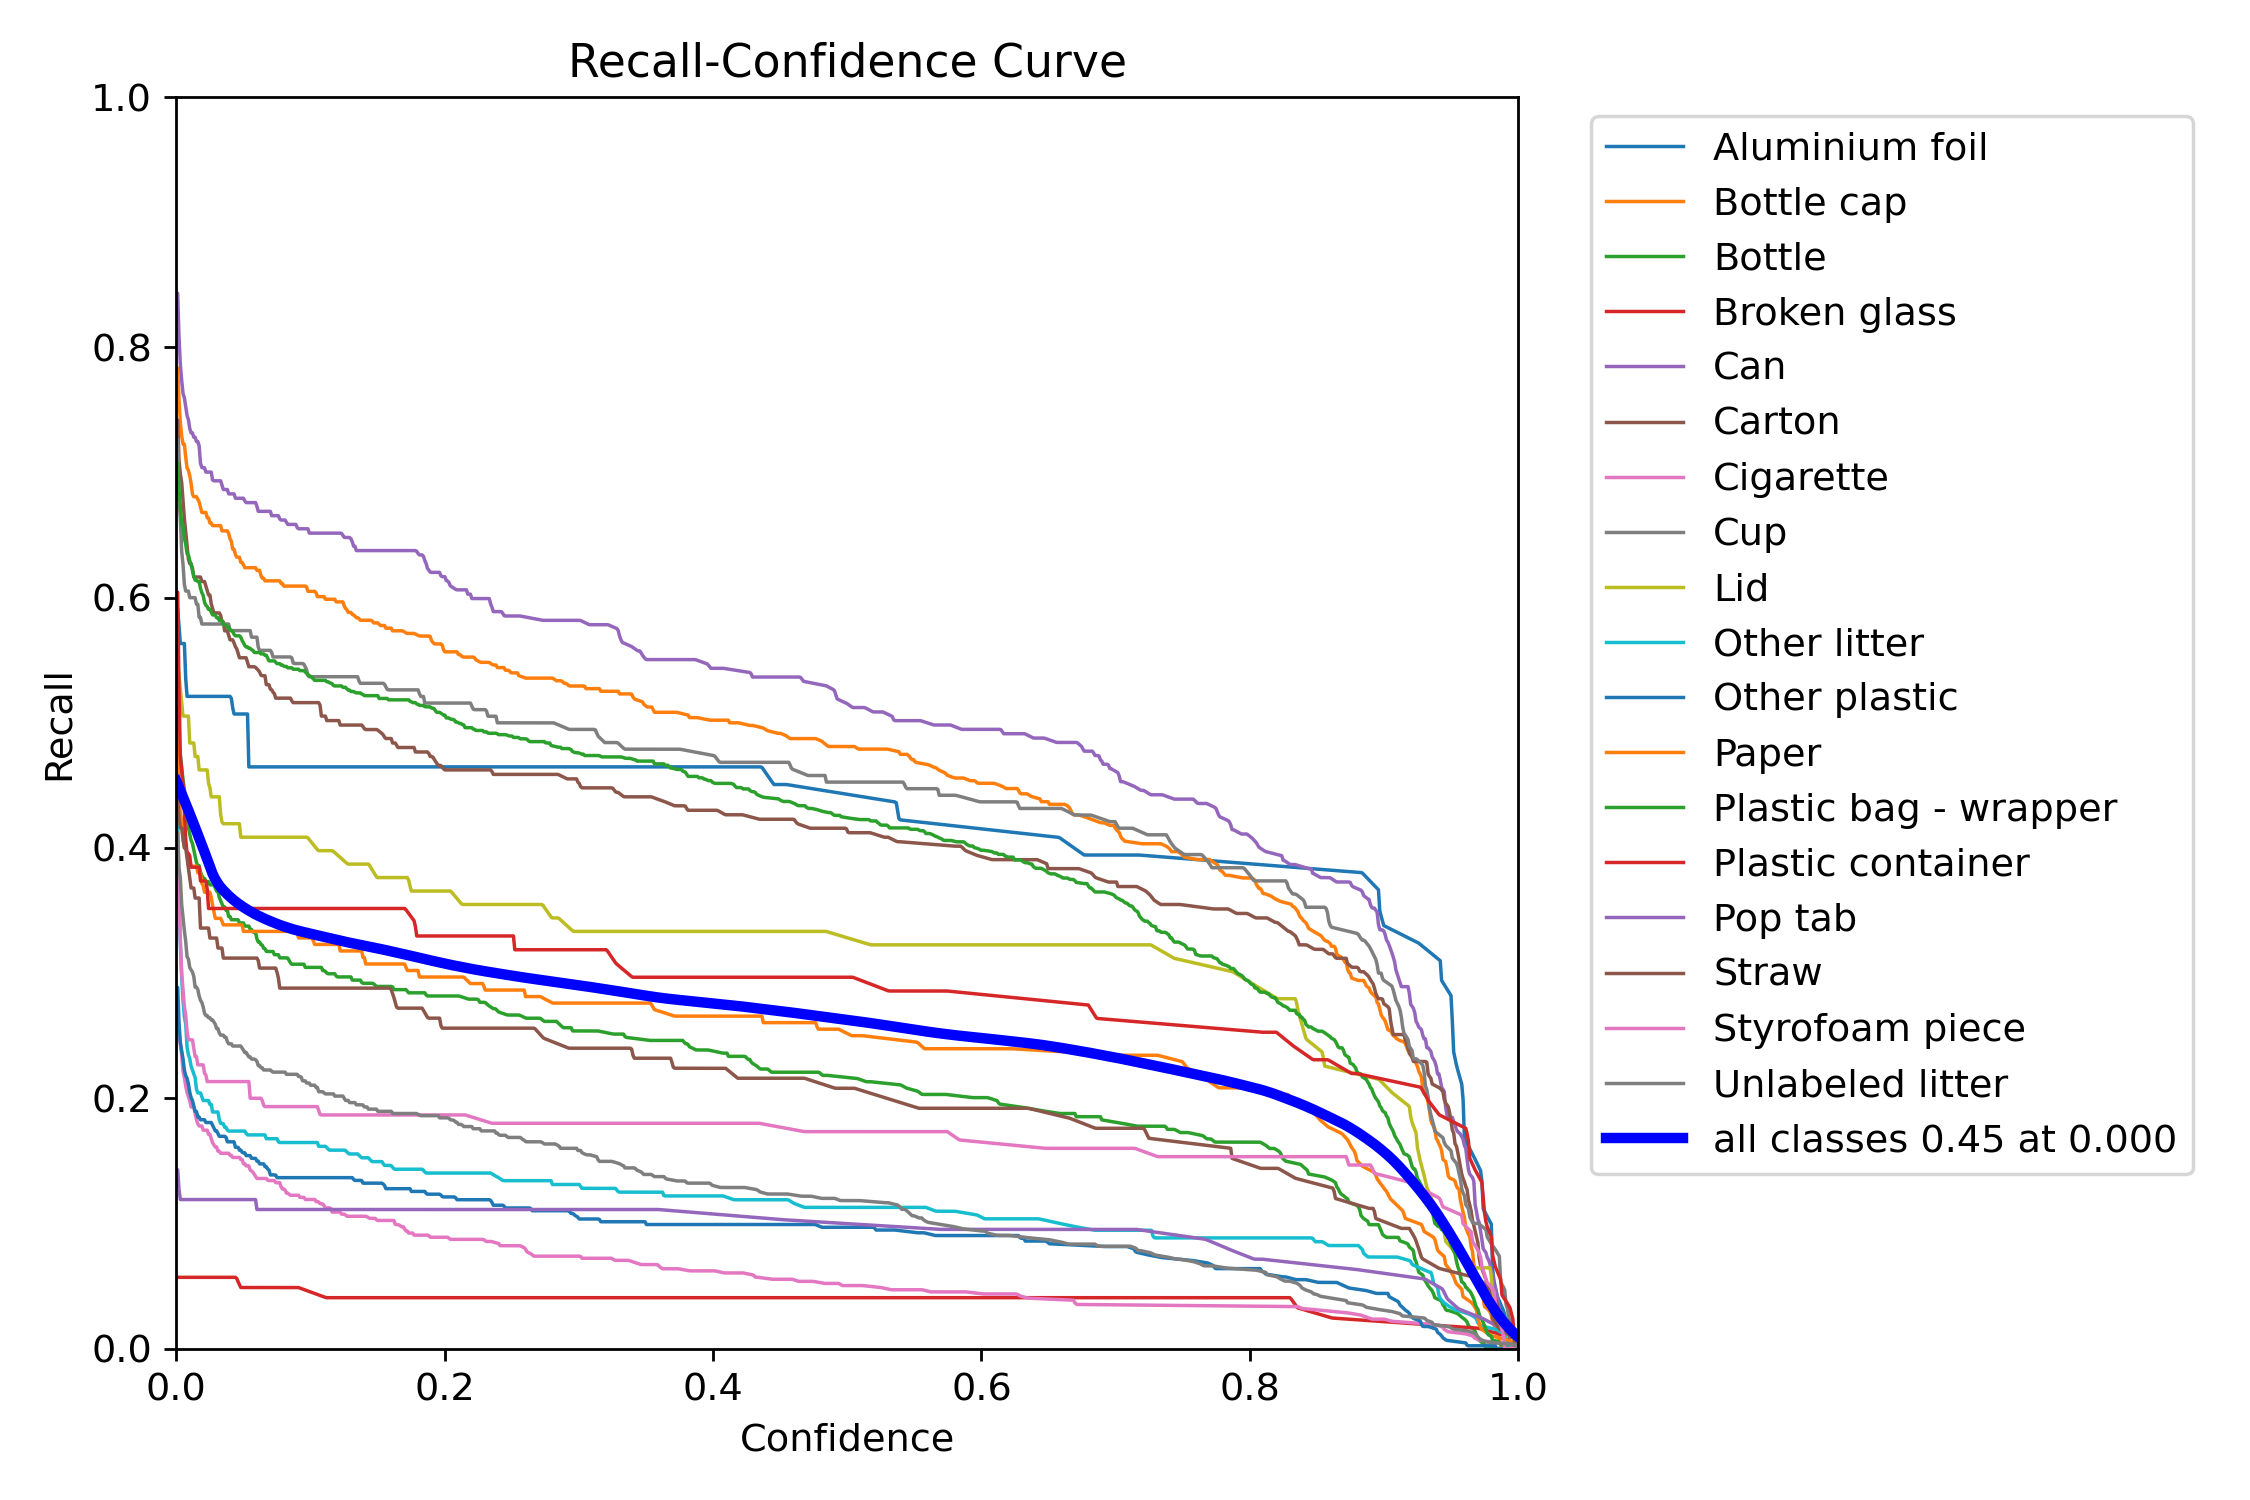 Recall-Confidence Curve
1.0
0.8
0.6
0.4
0.2
0.0
Recall
0.0 0.2 0.4 0.6 0.8 1.0
Confidence
Aluminium foil
Bottle cap
Bottle
Broken glass
Can
Carton
Cigarette
Cup
Lid
Other litter
Other plastic
Paper
Plastic bag - wrapper
Plastic container
Pop tab
Straw
Styrofoam piece
Unlabeled litter
all classes 0.45 at 0.000